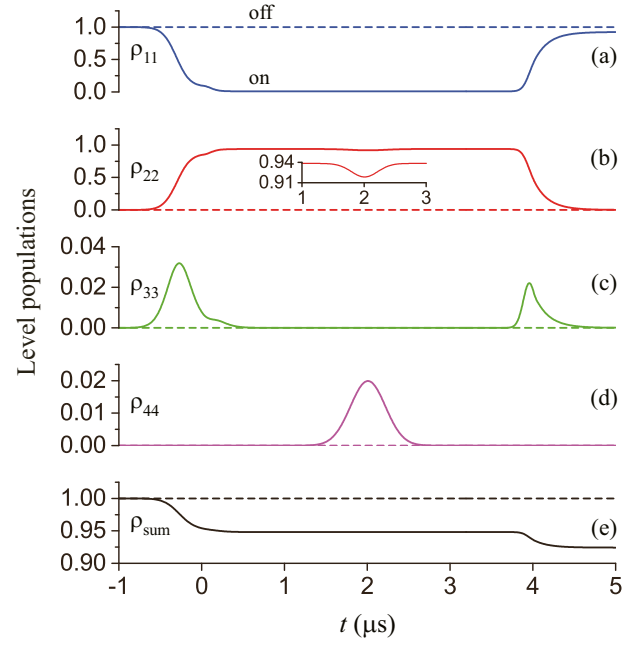 off
1.0
0.5
0.0
ρ11
on
(a)
1.0
0.5
0.0
ρ22
0.94
0.91
1 2 3
(b)
0.04
0.02
0.00
ρ33
(c)
0.02
0.01
0.00
ρ44
(d)
1.00
0.95
0.90
ρsum
(e)
-1 0 1 2 3 4 5
t (μs)
Level populations